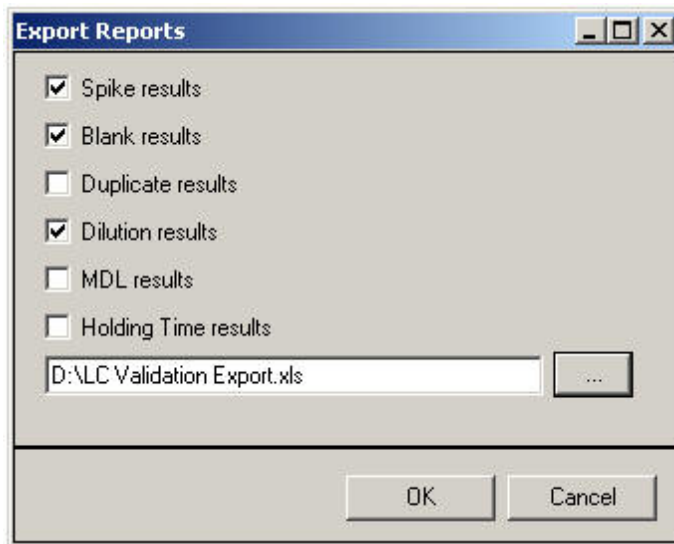 Export Reports
Spike results
Blank results
Duplicate results
Dilution results
MDL results
Holding Time results
D:\LC Validation Export.xls
...
OK
Cancel